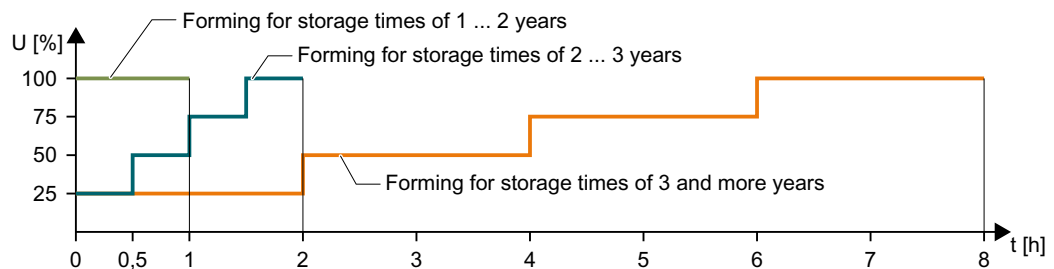 Forming for storage times of 1 ... 2 years
U [%]
Forming for storage times of 2 ... 3 years
100
75
50
Forming for storage times of 3 and more years
25
t [h]
0 0,5 1 2 3 4 5 6 7 8